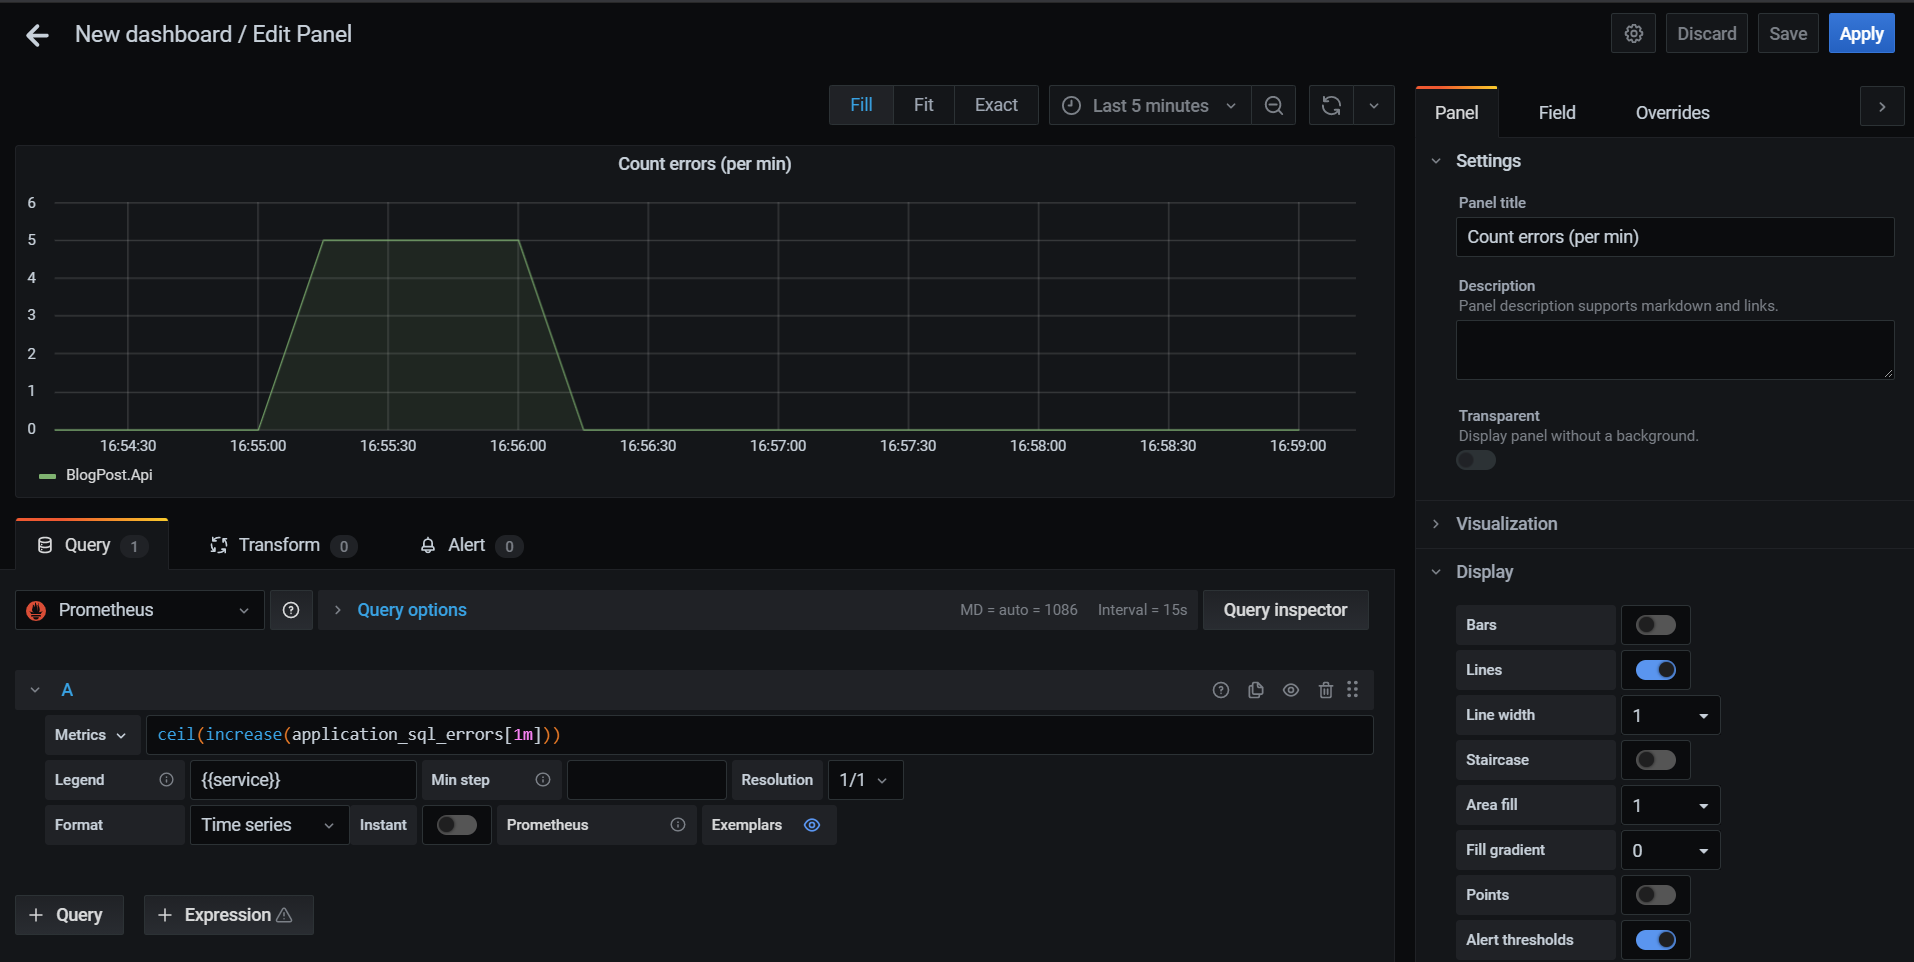 New dashboard / Edit Panel
Discard
Save
Apply
Fill
Fit
Exact
Last 5 minutes
Count errors (per min)
6
5
4
3
2
1
0
16:54:30 16:55:00 16:55:30 16:56:00 16:56:30 16:57:00 16:57:30 16:58:00 16:58:30 16:59:00
BlogPost.Api
Query 1
Transform 0
Alert 0
Prometheus
Query options
MD = auto = 1086 Interval = 15s
Query inspector
A
Metrics
ceil(increase(application_sql_errors[1m]))
Legend
{{service}}
Min step
Resolution
1/1
Format
Time series
Instant
Prometheus
Exemplars
+ Query
+ Expression
Panel
Field
Overrides
Settings
Panel title
Count errors (per min)
Description
Panel description supports markdown and links.
Transparent
Display panel without a background.
Visualization
Display
Bars
Lines
Line width
1
Staircase
Area fill
1
Fill gradient
0
Points
Alert thresholds